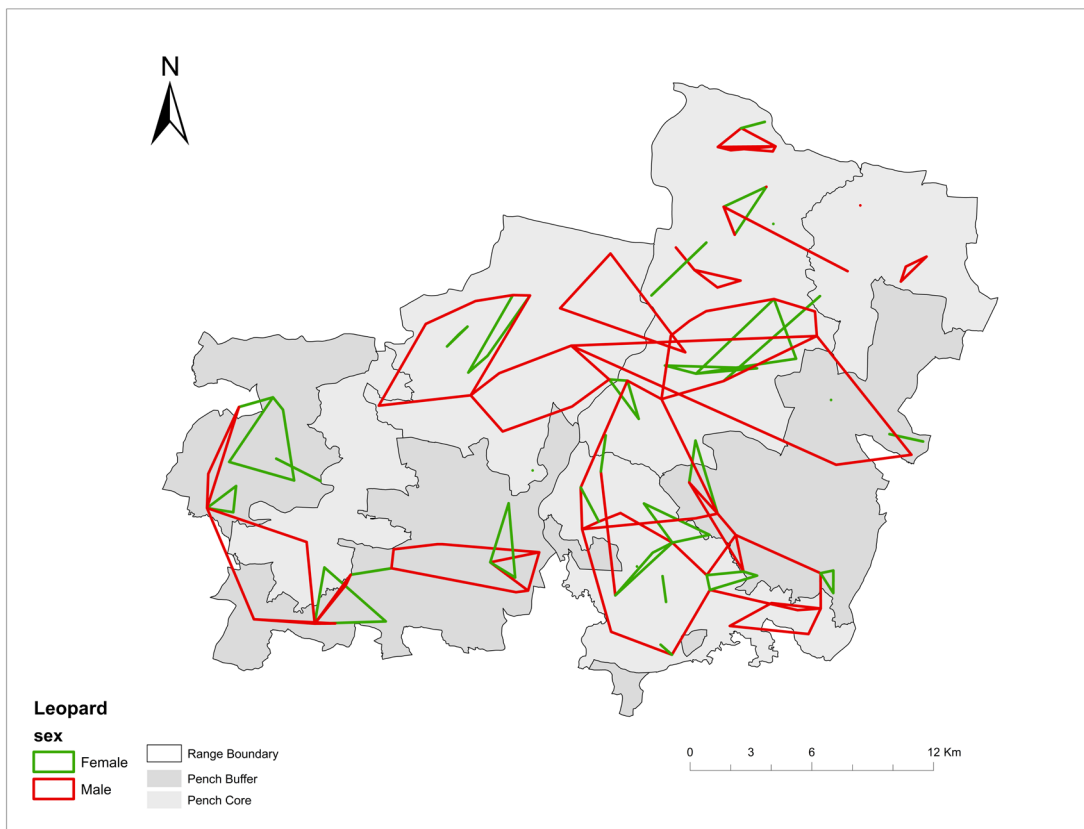 N
Leopard
sex
Female
Male
Range Boundary
Pench Buffer
Pench Core
0 3 6 12 Km